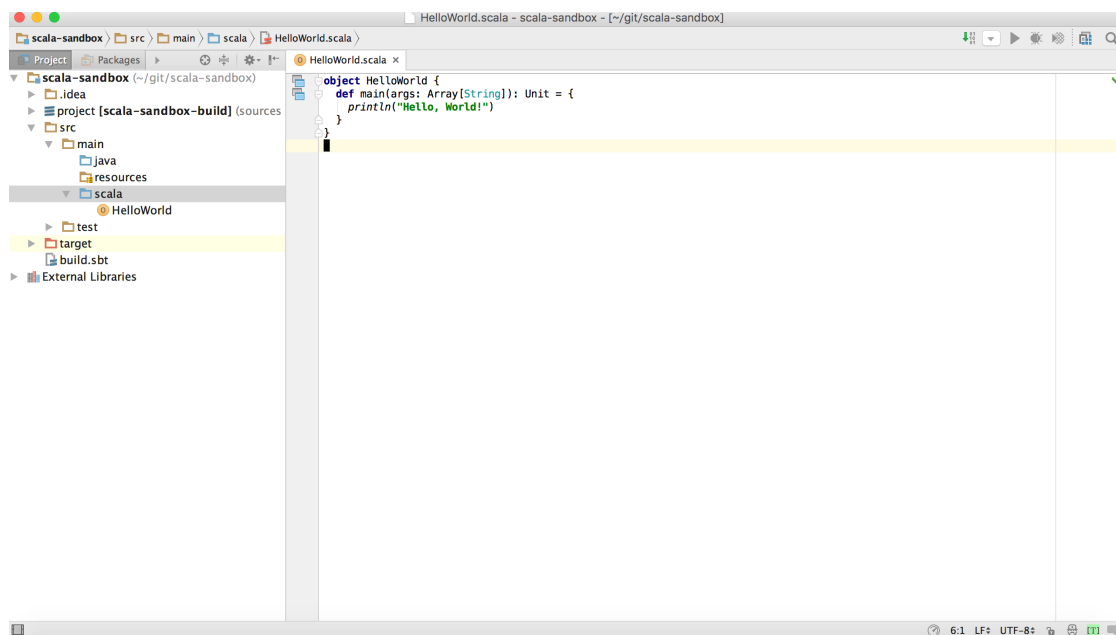 HelloWorld.scala - scala-sandbox - [~/git/scala-sandbox]
scala-sandbox src main scala HelloWorld.scala
Project Packages
HelloWorld.scala ×
scala-sandbox (~/git/scala-sandbox)
.idea
project [scala-sandbox-build] (sources
src
main
java
resources
scala
HelloWorld
test
target
build.sbt
External Libraries
object HelloWorld {
def main(args: Array[String]): Unit = {
println("Hello, World!")
}
}
6:1 LF÷ UTF-8÷ [T]